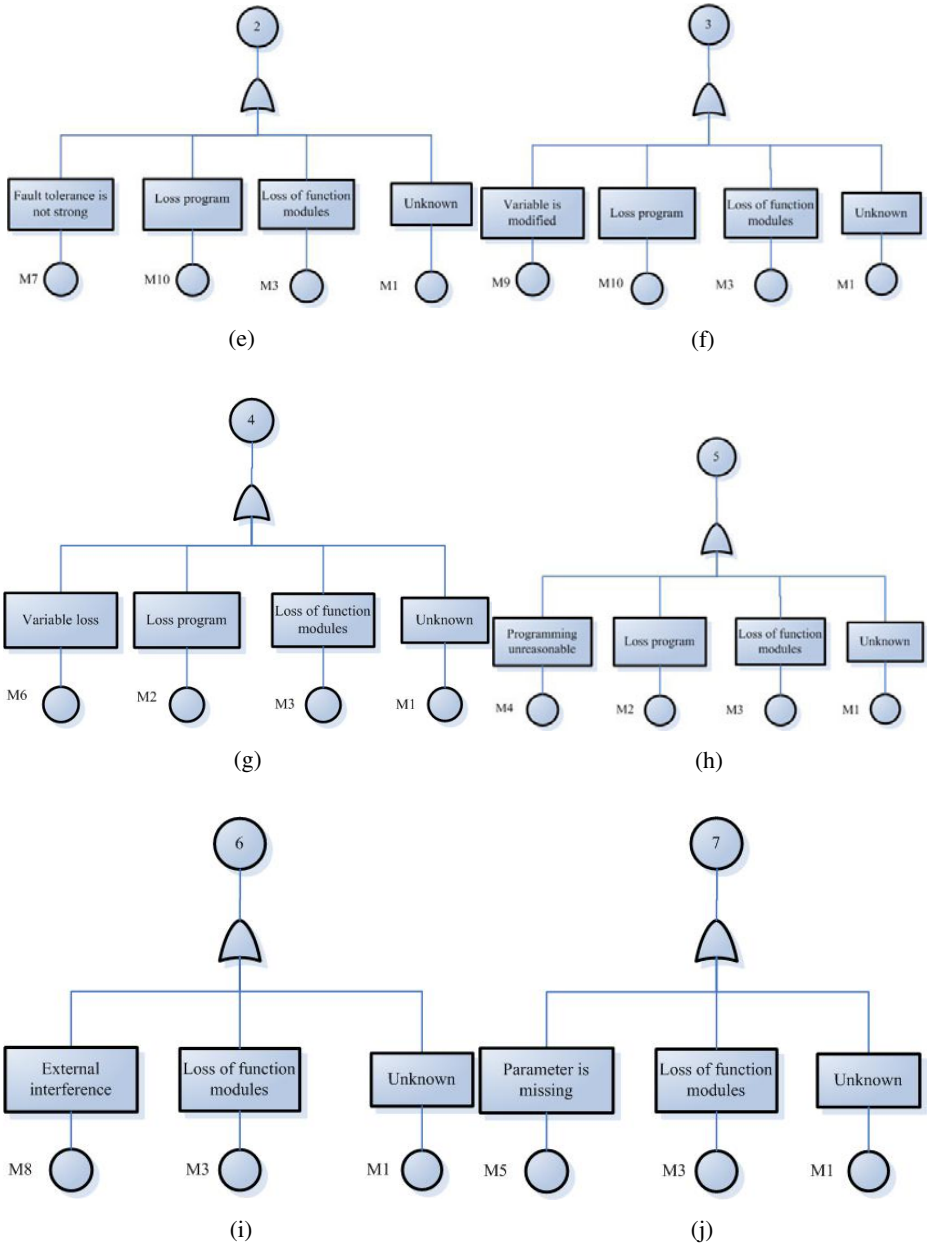 2
Fault tolerance is
not strong
Loss program
Loss of function
modules
Unknown
M7
M10
M3
M1
(e)
3
Variable is
modified
Loss program
Loss of function
modules
Unknown
M9
M10
M3
M1
(f)
4
Variable loss
Loss program
Loss of function
modules
Unknown
M6
M2
M3
M1
(g)
5
Programming
unreasonable
Loss program
Loss of function
modules
Unknown
M4
M2
M3
M1
(h)
6
External
interference
Loss of function
modules
Unknown
M8
M3
M1
(i)
7
Parameter is
missing
Loss of function
modules
Unknown
M5
M3
M1
(j)